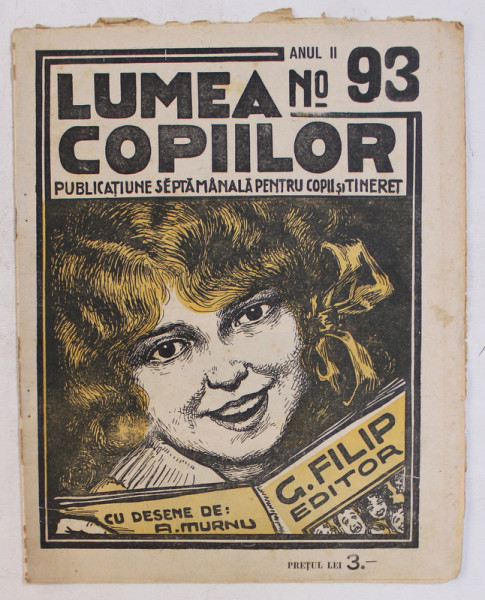 ANUL II
LUMEA No 93
COPIILOR
PUBLICAȚIUNE SĔPTĂMÂNALĂ PENTRU COPII ȘI TINERET
G. FILIP
EDITOR
CU DESENE DE:
A. MURNU
PREȚUL LEI 3.–